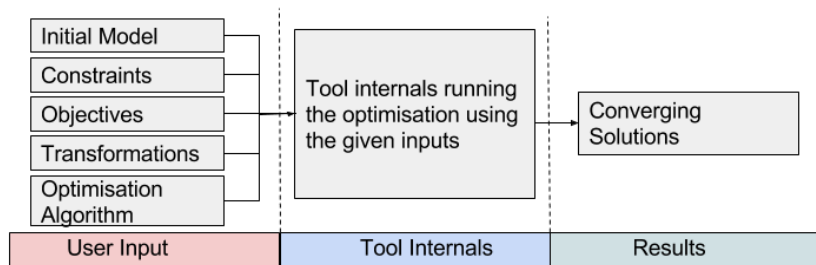 Initial Model
Constraints
Objectives
Transformations
Optimisation
Algorithm
Tool internals running
the optimisation using
the given inputs
Converging
Solutions
User Input
Tool Internals
Results